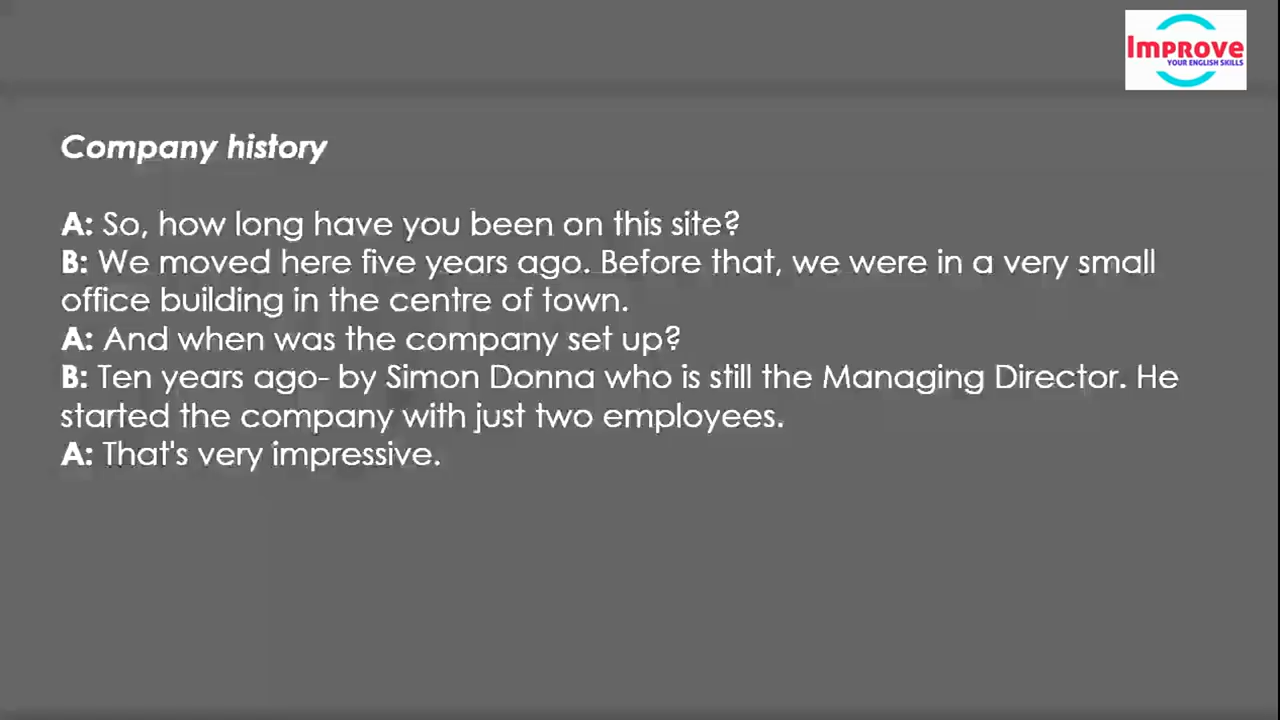 Improve
YOUR ENGLISH SKILLS
Company history
A: So, how long have you been on this site?
B: We moved here five years ago. Before that, we were in a very small
office building in the centre of town.
A: And when was the company set up?
B: Ten years ago- by Simon Donna who is still the Managing Director. He
started the company with just two employees.
A: That's very impressive.